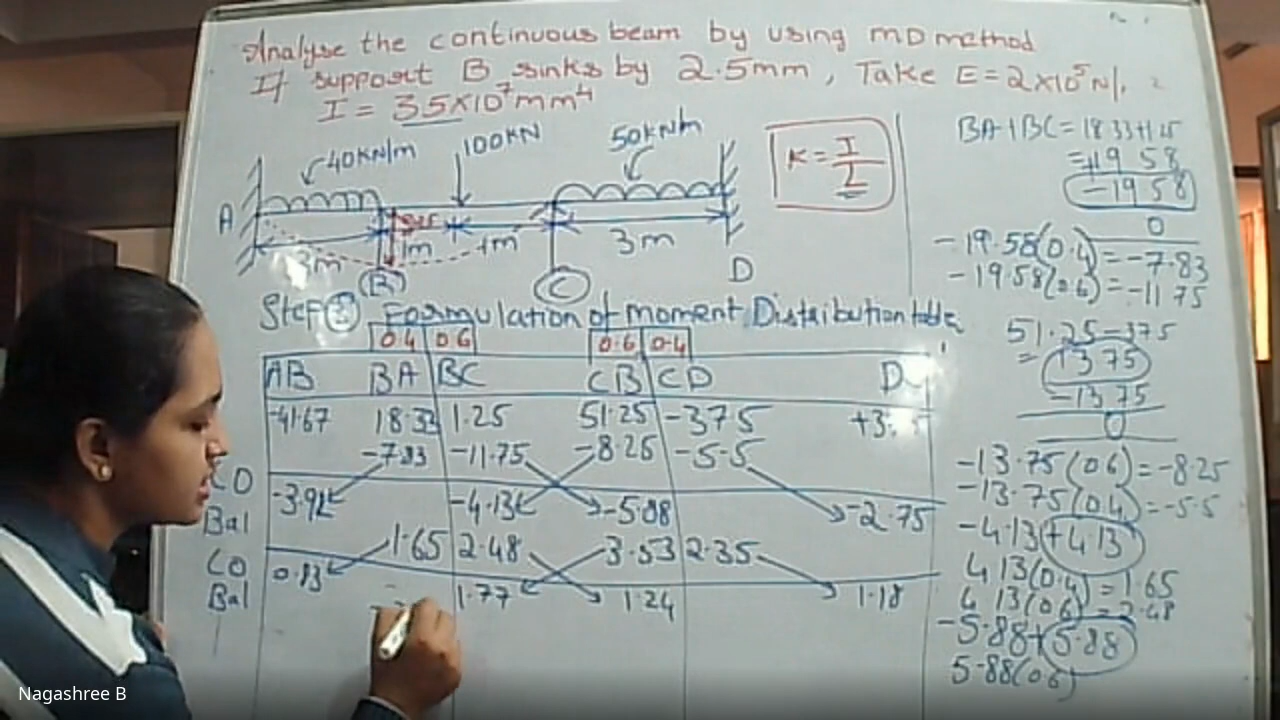 Analyse the continuous beam by using MD method
If support B sinks by 2.5mm, Take E=2×10⁵N/
I = 3.5×10⁷mm⁴
40KN/m
100KN
50KN/m
K = I/L
A
3m
1m
1m
3m
(B)
(C)
D
Step Formulation of moment Distribution table
0.4 0.6 0.6 0.4
AB BA BC CB CD D
-41.67 18.33 1.25 51.25 -37.5 +3
-7.83 -11.75 -8.25 -5.5
CO -3.92 -4.13 -5.88 -2.75
Bal 1.65 2.48 3.53 2.35
CO 0.83 1.77 1.24 1.18
Bal
BA+BC = 18.33+1.25
= +19.58
-19.58
0
-19.58(0.4) = -7.83
-19.58(0.6) = -11.75
51.25-37.5
= 13.75
-13.75
0
-13.75(0.6) = -8.25
-13.75(0.4) = -5.5
-4.13+4.13
4.13(0.4) = 1.65
4.13(0.6) = 2.48
-5.88+5.88
5.88(0.6)
Nagashree B